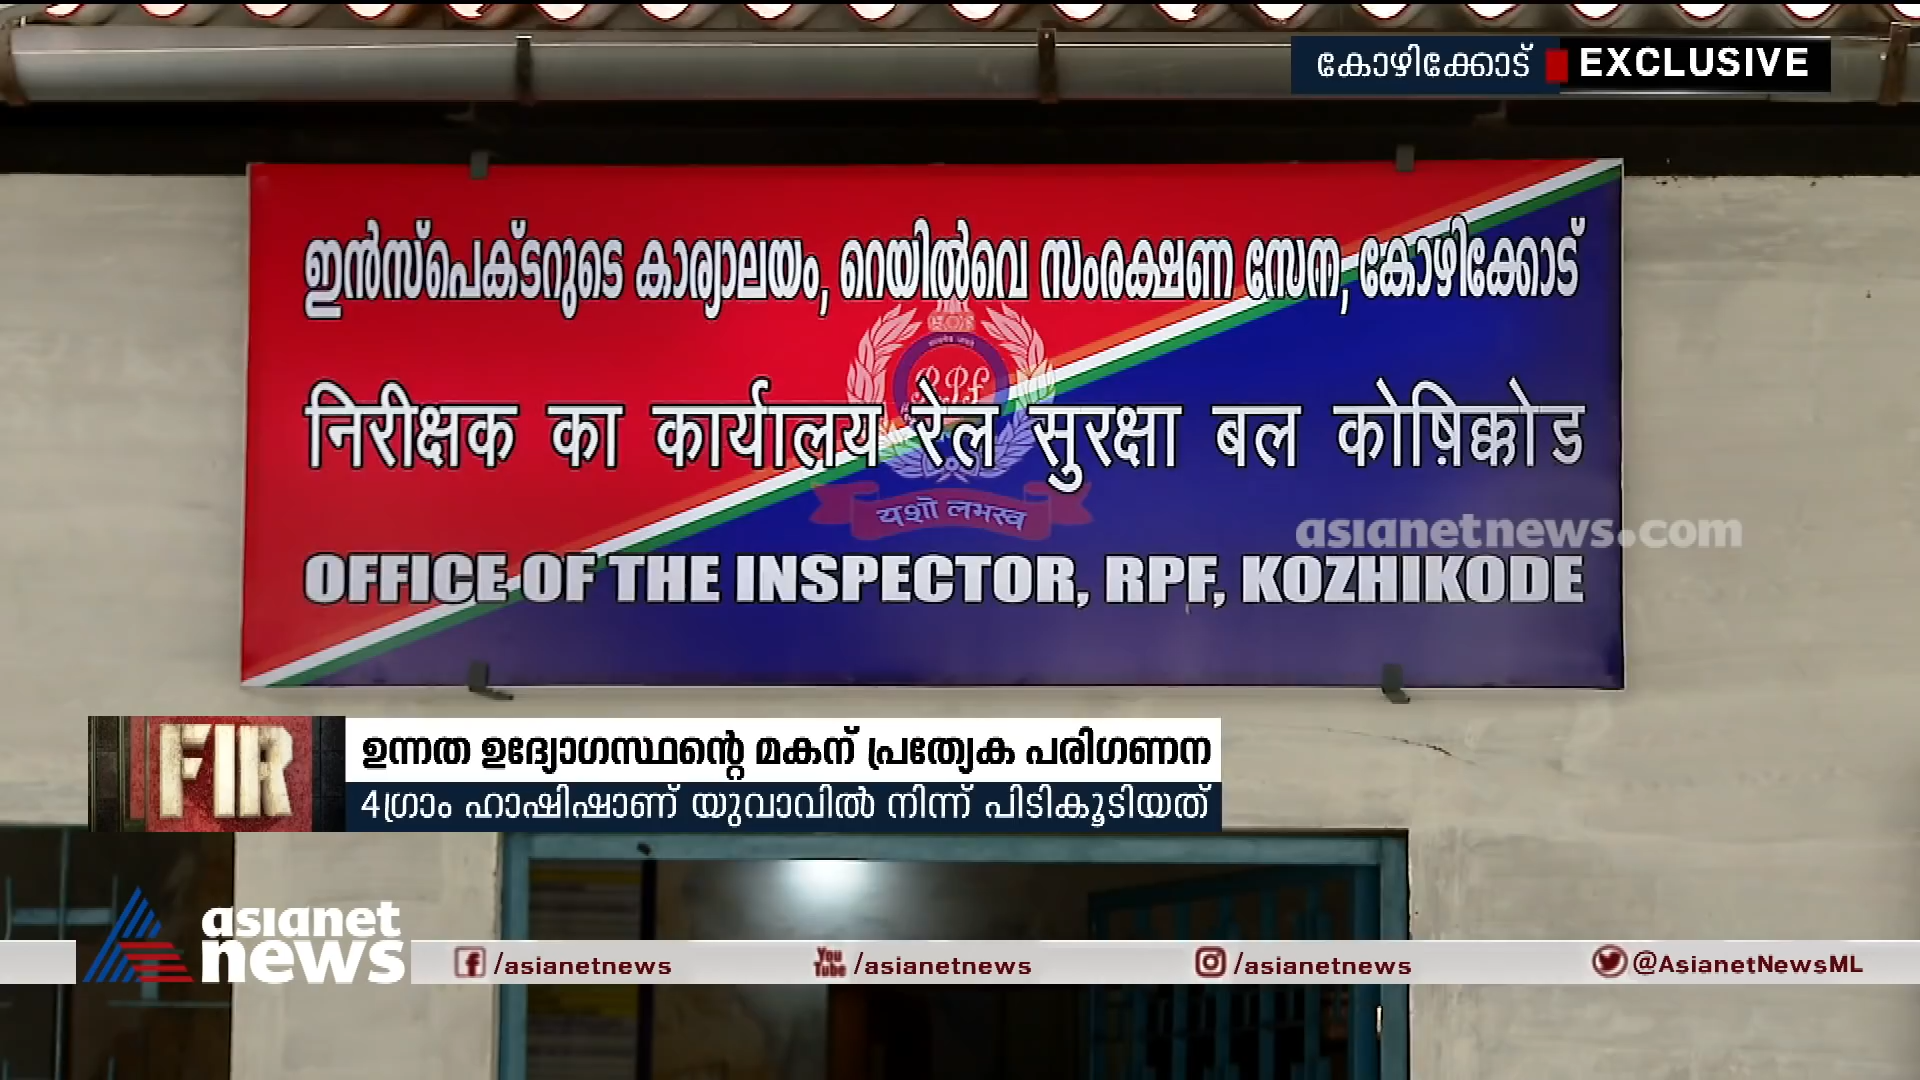 കോഴിക്കോട് EXCLUSIVE
ഇൻസ്പെക്ടറുടെ കാര്യാലയം, റെയിൽവെ സംരക്ഷണ സേന, കോഴിക്കോട്
RPf
निरीक्षक का कार्यालय रेल सुरक्षा बल कोष़िक्कोड
यशो लभस्व
asianetnews.com
OFFICE OF THE INSPECTOR, RPF, KOZHIKODE
FIR
ഉന്നത ഉദ്യോഗസ്ഥന്റെ മകന് പ്രത്യേക പരിഗണന
4ഗ്രാം ഹാഷിഷാണ് യുവാവിൽ നിന്ന് പിടികൂടിയത്
asianet
news
/asianetnews You Tube /asianetnews /asianetnews @AsianetNewsML